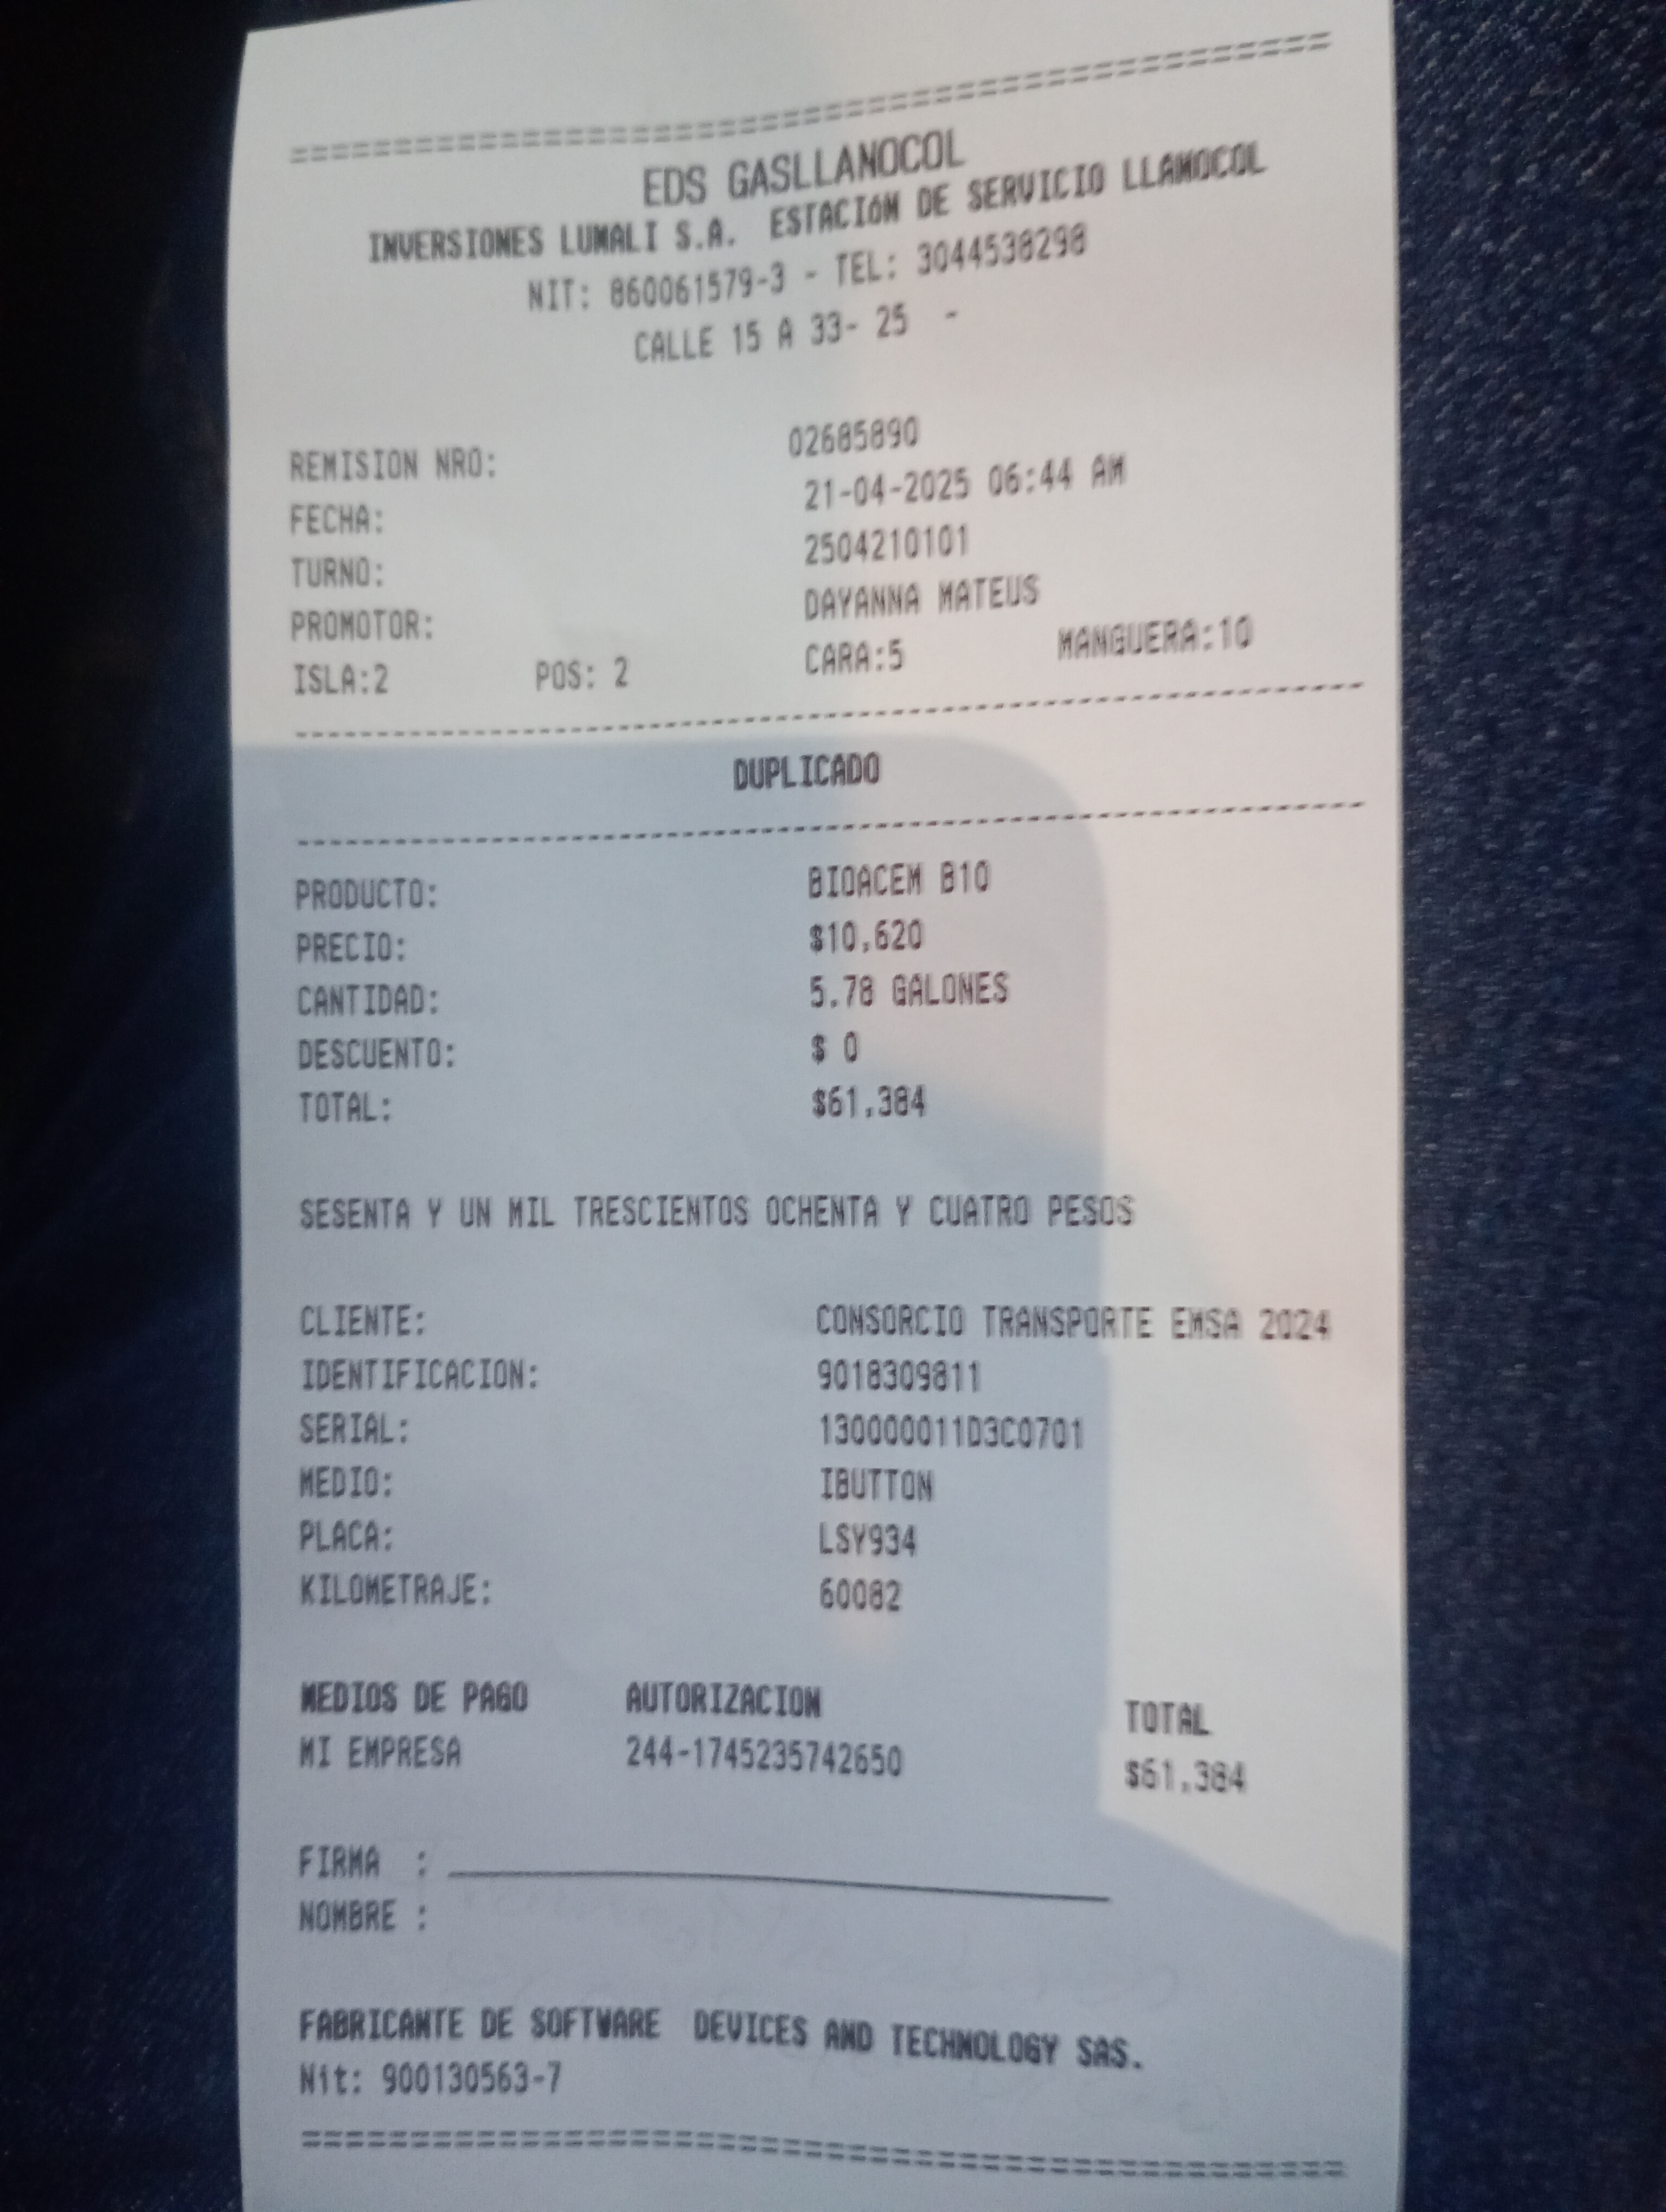 ================================================
EDS GASLLANOCOL
INVERSIONES LUMALI S.A. ESTACIÓN DE SERVICIO LLANOCOL
NIT: 860061579-3 - TEL: 3044538298
CALLE 15 A 33- 25 -
REMISION NRO: 02685890
FECHA: 21-04-2025 06:44 AM
TURNO: 2504210101
PROMOTOR: DAYANNA MATEUS
ISLA:2 POS: 2 CARA:5 MANGUERA:10
DUPLICADO
PRODUCTO: BIOACEM B10
PRECIO: $10,620
CANTIDAD: 5.78 GALONES
DESCUENTO: $ 0
TOTAL: $61,384
SESENTA Y UN MIL TRESCIENTOS OCHENTA Y CUATRO PESOS
CLIENTE: CONSORCIO TRANSPORTE EMSA 2024
IDENTIFICACION: 9018309811
SERIAL: 130000011D3C0701
MEDIO: IBUTTON
PLACA: LSY934
KILOMETRAJE: 60082
MEDIOS DE PAGO AUTORIZACION TOTAL
MI EMPRESA 244-1745235742650 $61,384
FIRMA :
NOMBRE :
FABRICANTE DE SOFTWARE DEVICES AND TECHNOLOGY SAS.
Nit: 900130563-7
================================================